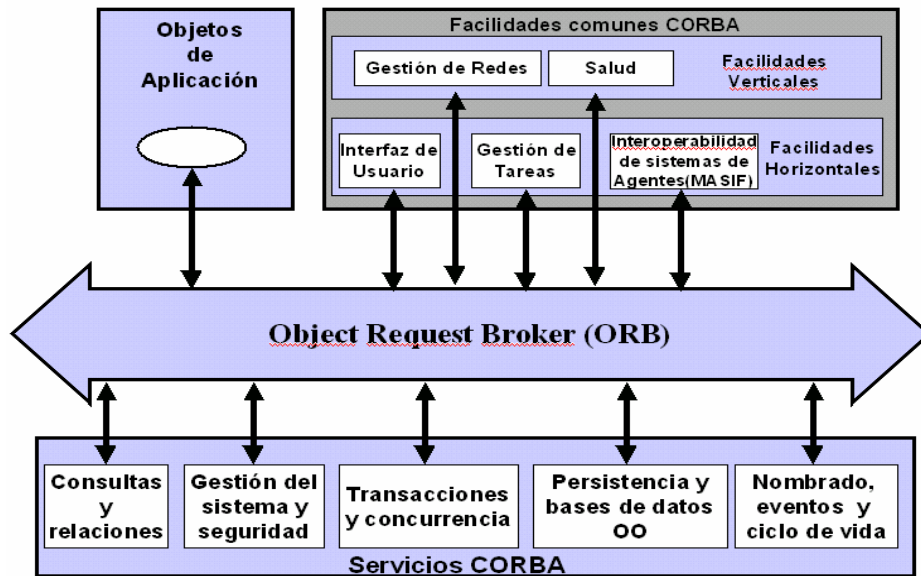 Objetos
de
Aplicación
Facilidades comunes CORBA
Gestión de Redes
Salud
Facilidades
Verticales
Interfaz de
Usuario
Gestión de
Tareas
Interoperabilidad
de sistemas de
Agentes(MASIF)
Facilidades
Horizontales
Object Request Broker (ORB)
Consultas
y
relaciones
Gestión del
sistema y
seguridad
Transacciones
y concurrencia
Persistencia y
bases de datos
OO
Nombrado,
eventos y
ciclo de vida
Servicios CORBA